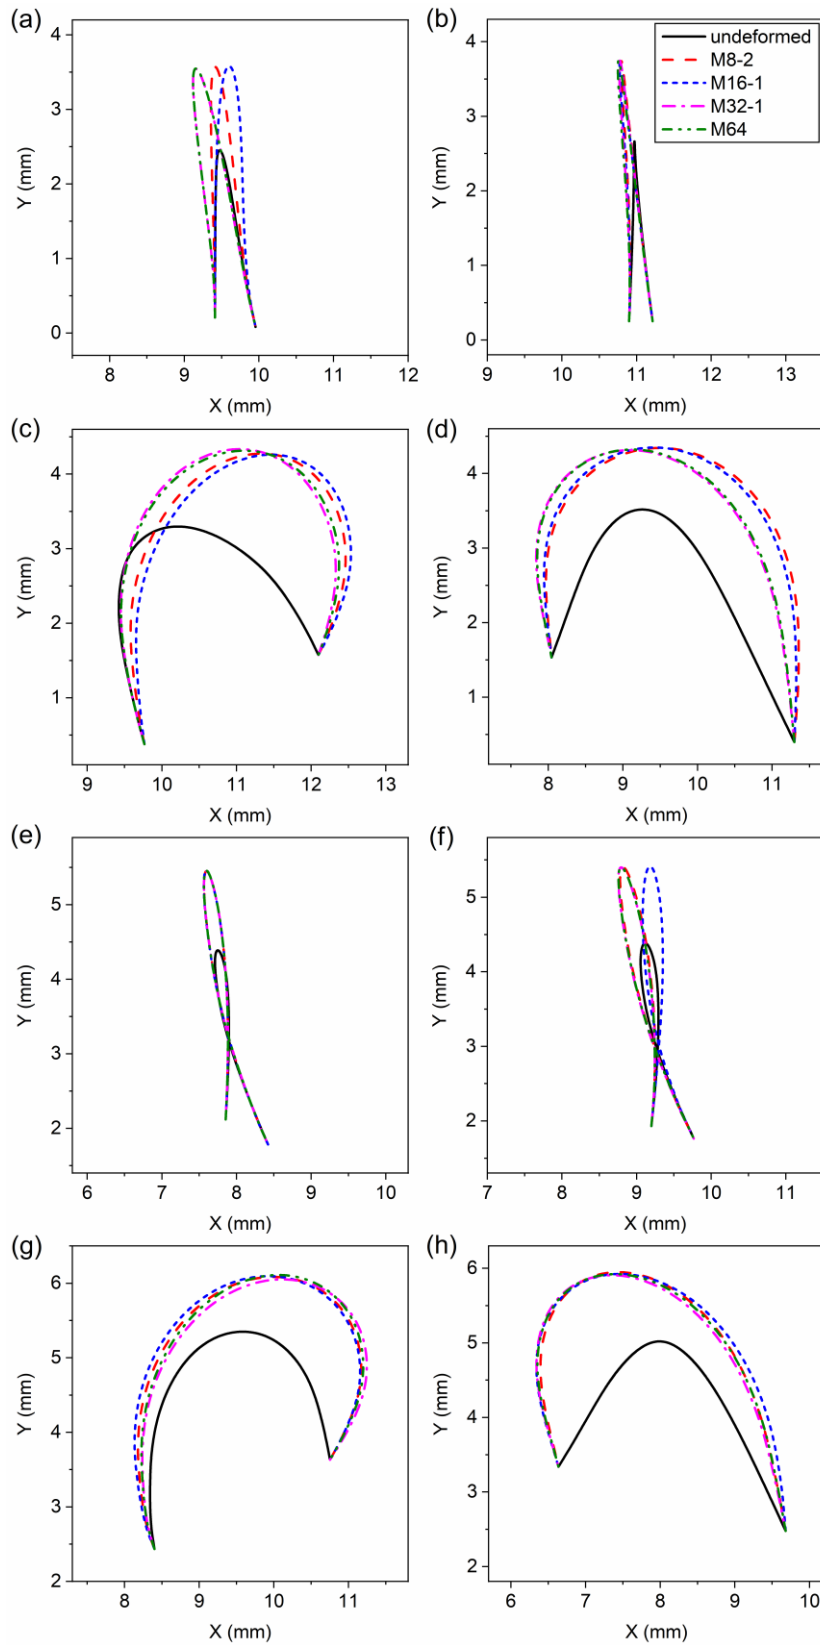 (a)
4
3
2
1
0
Y (mm)
8 9 10 11 12
X (mm)
(b)
undeformed
M8-2
M16-1
M32-1
M64
4
3
2
1
0
Y (mm)
9 10 11 12 13
X (mm)
(c)
4
3
2
1
Y (mm)
9 10 11 12 13
X (mm)
(d)
4
3
2
1
Y (mm)
8 9 10 11
X (mm)
(e)
5
4
3
2
Y (mm)
6 7 8 9 10
X (mm)
(f)
5
4
3
2
Y (mm)
7 8 9 10 11
X (mm)
(g)
6
5
4
3
2
Y (mm)
8 9 10 11
X (mm)
(h)
6
5
4
3
2
Y (mm)
6 7 8 9 10
X (mm)